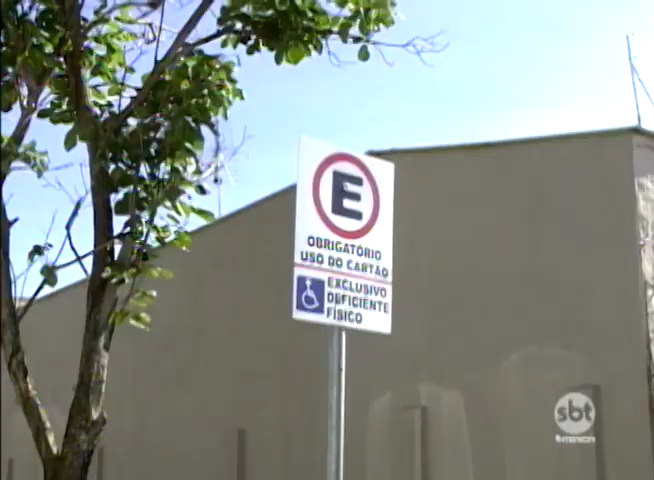 E
OBRIGATÓRIO
USO DO CARTÃO
EXCLUSIVO
DEFICIENTE
FÍSICO
sbt